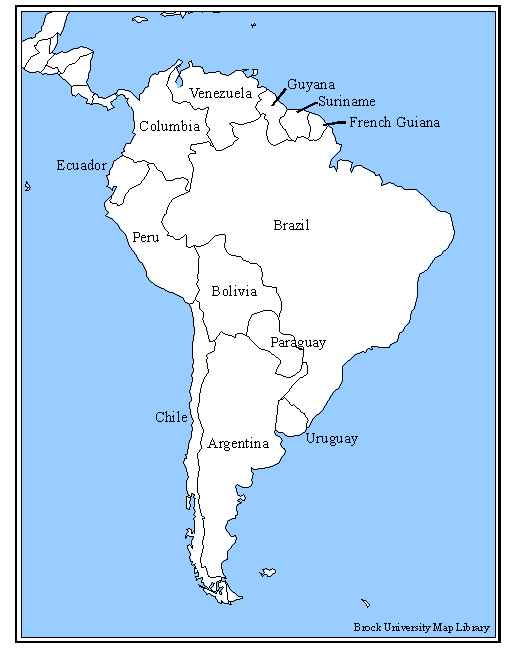 Guyana
Venezuela
Suriname
French Guiana
Columbia
Ecuador
Brazil
Peru
Bolivia
Paraguay
Chile
Uruguay
Argentina
Brock University Map Library